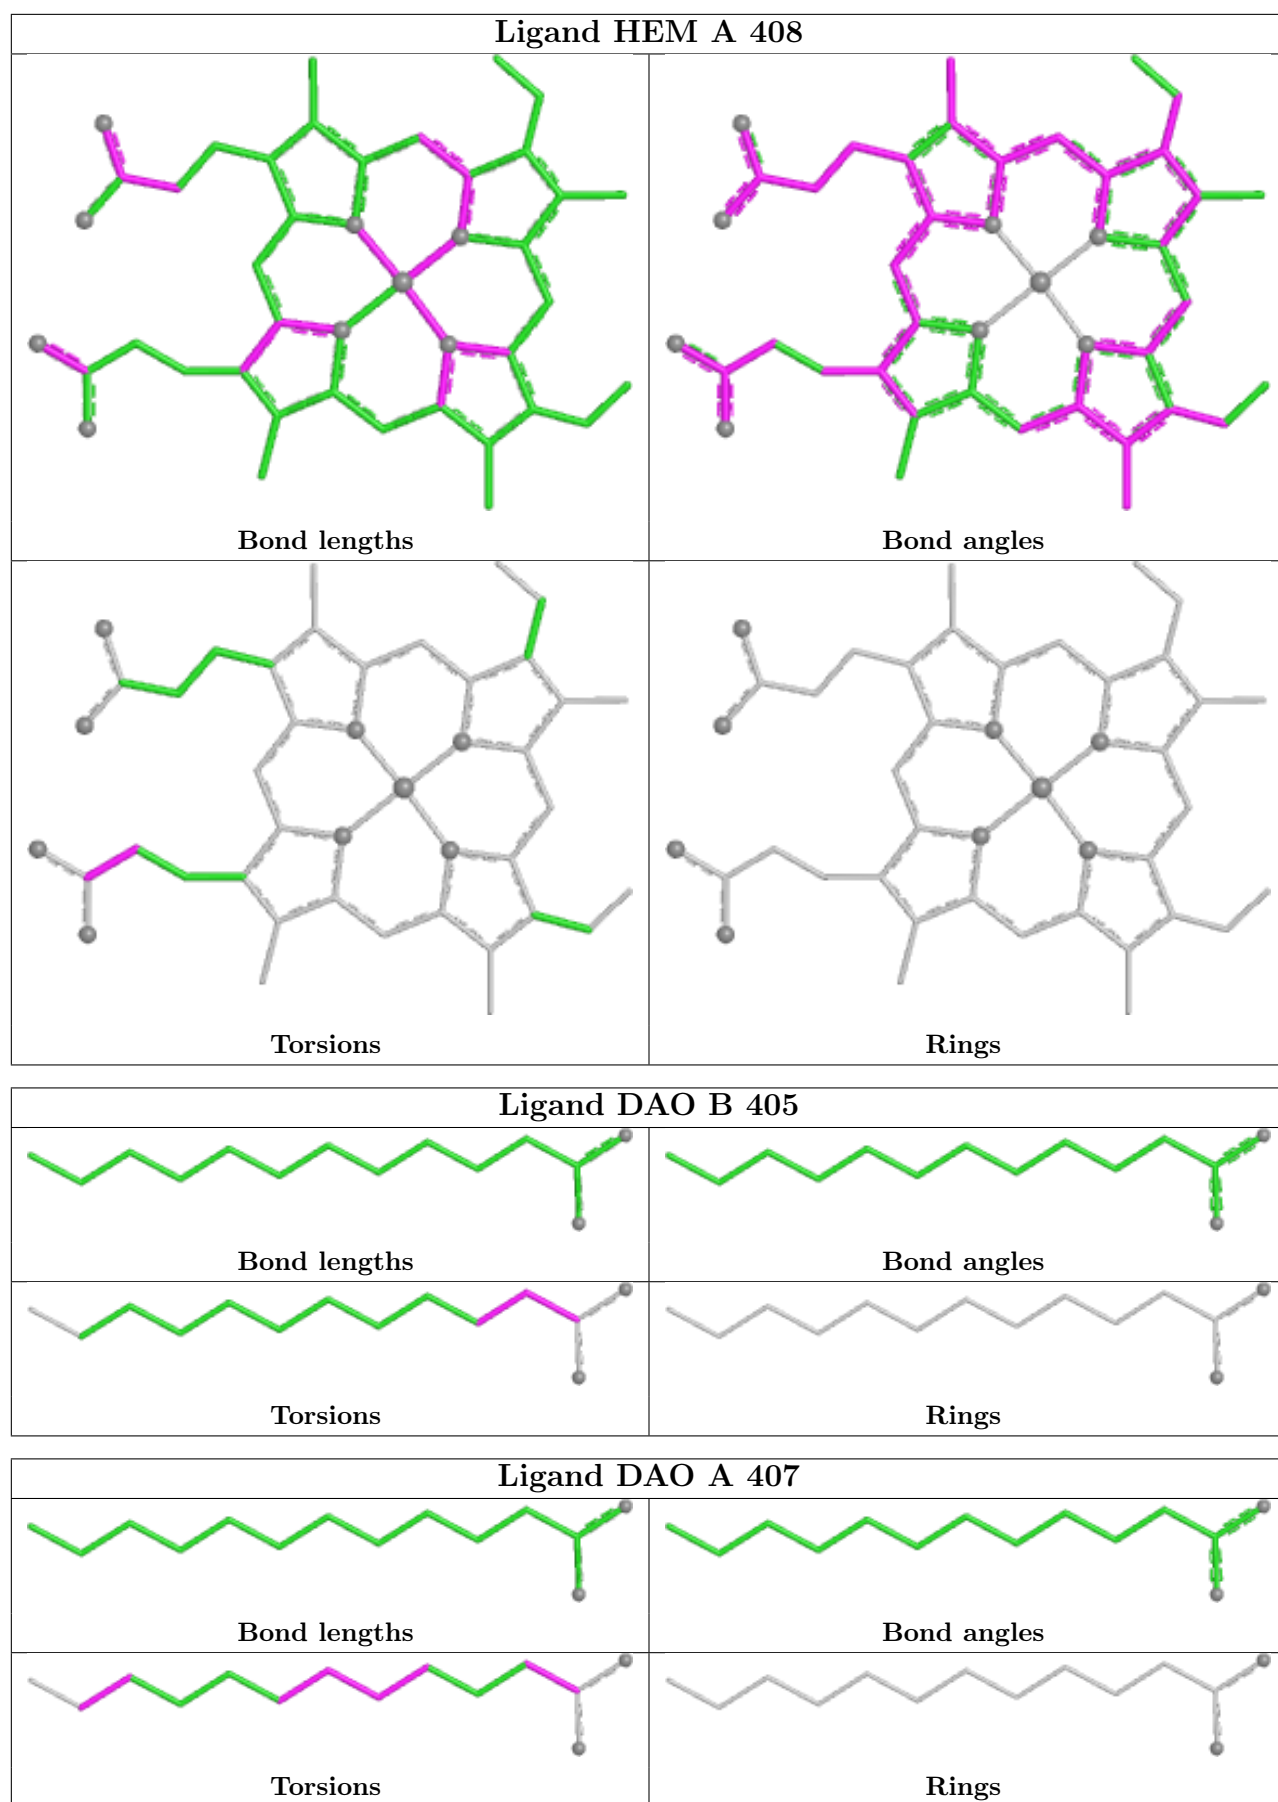 Ligand HEM A 408
Bond lengths
Bond angles
Torsions
Rings
Ligand DAO B 405
Bond lengths
Bond angles
Torsions
Rings
Ligand DAO A 407
Bond lengths
Bond angles
Torsions
Rings